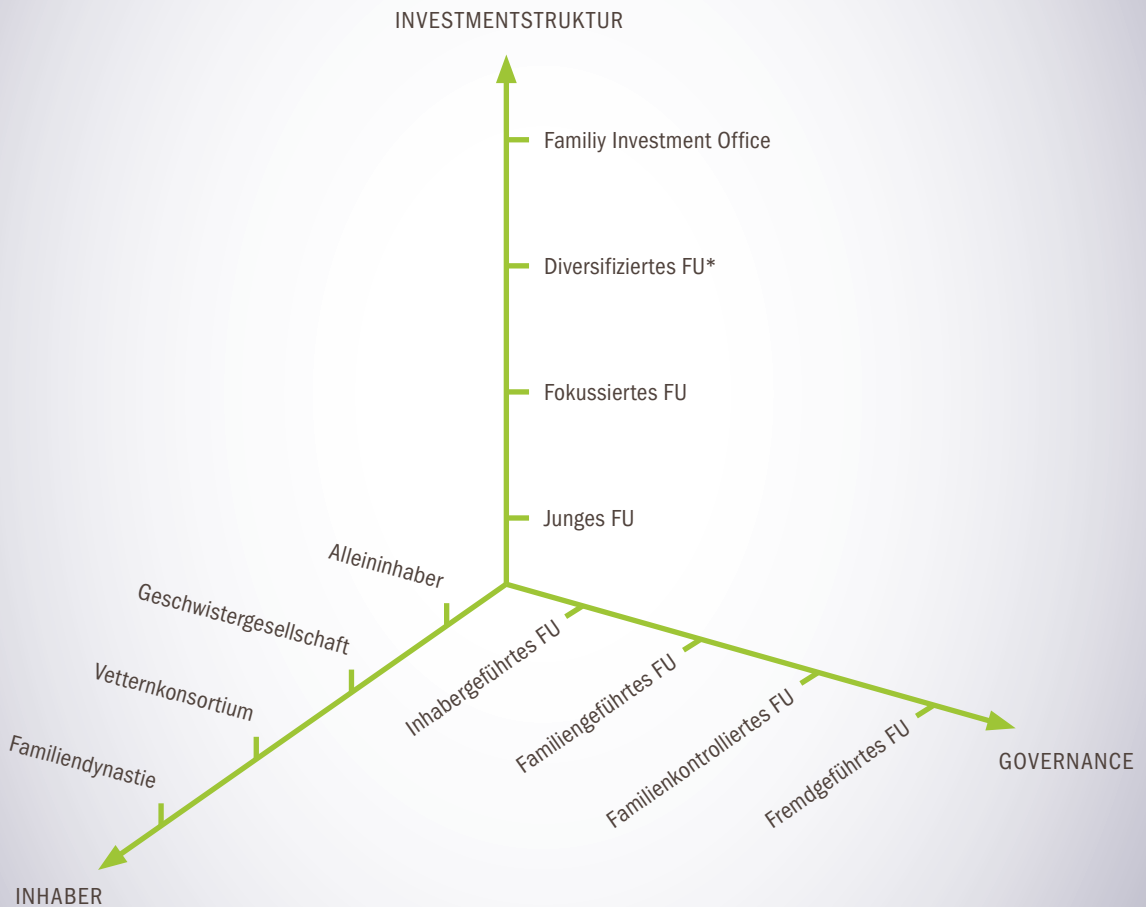 INVESTMENTSTRUKTUR
Familiy Investment Office
Diversifiziertes FU*
Fokussiertes FU
Junges FU
Alleininhaber
Geschwistergesellschaft
Vetternkonsortium
Familiendynastie
INHABER
Inhabergeführtes FU
Familiengeführtes FU
Familienkontrolliertes FU
Fremdgeführtes FU
GOVERNANCE